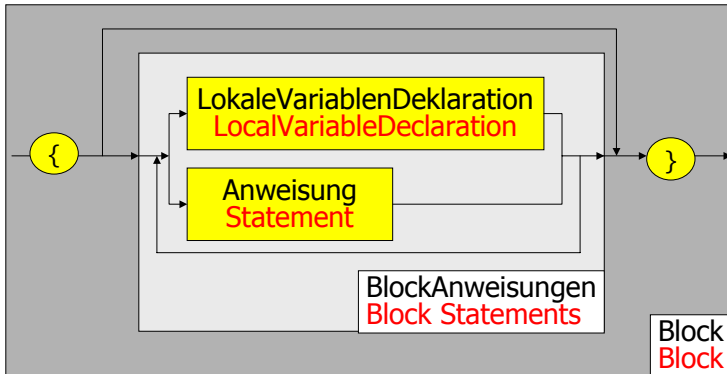 LokaleVariablenDeklaration
LocalVariableDeclaration
{
}
Anweisung
Statement
BlockAnweisungen
Block Statements
Block
Block